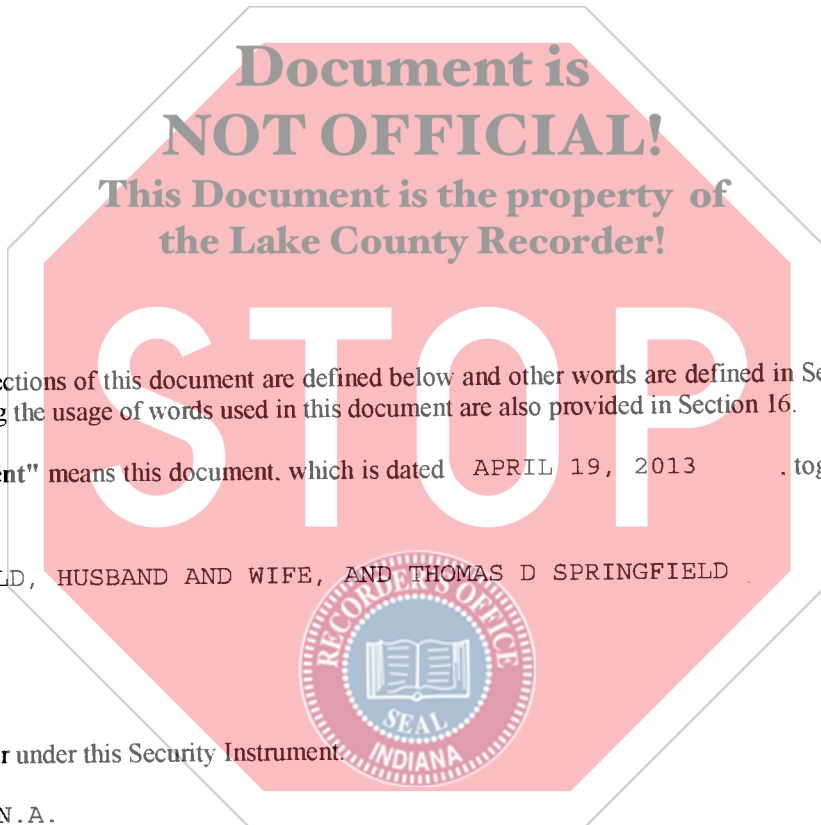 Document is
NOT OFFICIAL!
This Document is the property of
the Lake County Recorder!
STOP
ctions of this document are defined below and other words are defined in Se
g the usage of words used in this document are also provided in Section 16.
nt" means this document. which is dated APRIL 19, 2013 . tog
LD, HUSBAND AND WIFE, AND THOMAS D SPRINGFIELD
RECORDER'S OFFICE
SEAL
INDIANA
r under this Security Instrument.
N.A.